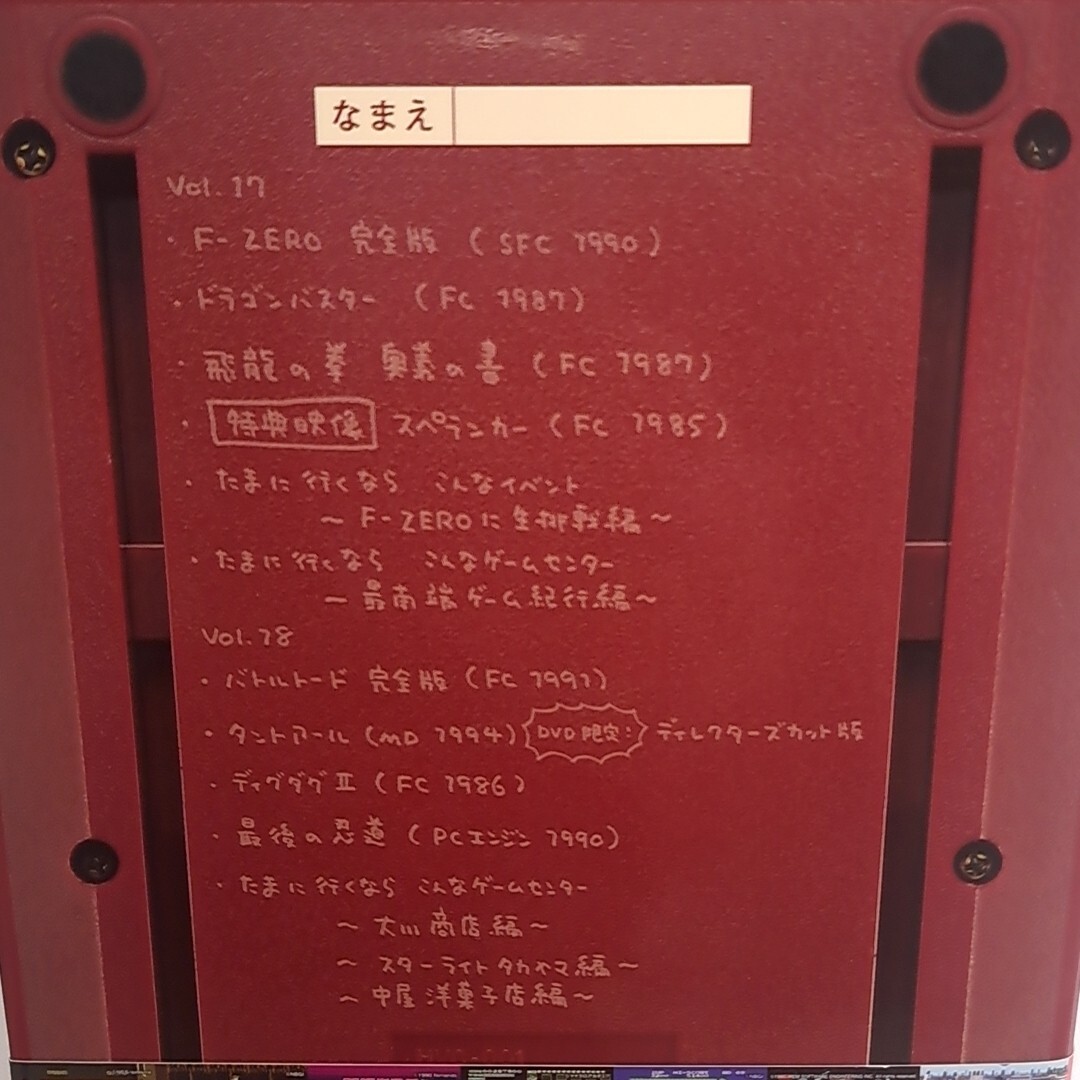 なまえ
Vol. 17
・F-ZERO 完全版 (SFC 1990)
・ドラゴンバスター (FC 1987)
・飛龍の拳 奥義の書 (FC 1987)
・特典映像 スペランカー (FC 1985)
・たまに行くなら こんなイベント
～F-ZEROに生挑戦編～
・たまに行くなら こんなゲームセンター
～最南端ゲーム紀行編～
Vol. 18
・バトルトード 完全版 (FC 1991)
・タントアール (MD 1994) DVD限定: ディレクターズカット版
・ディグダグⅡ (FC 1986)
・最後の忍道 (PCエンジン 1990)
・たまに行くなら こんなゲームセンター
～大川商店編～
～スターライトタカヤマ編～
～中屋洋菓子店編～